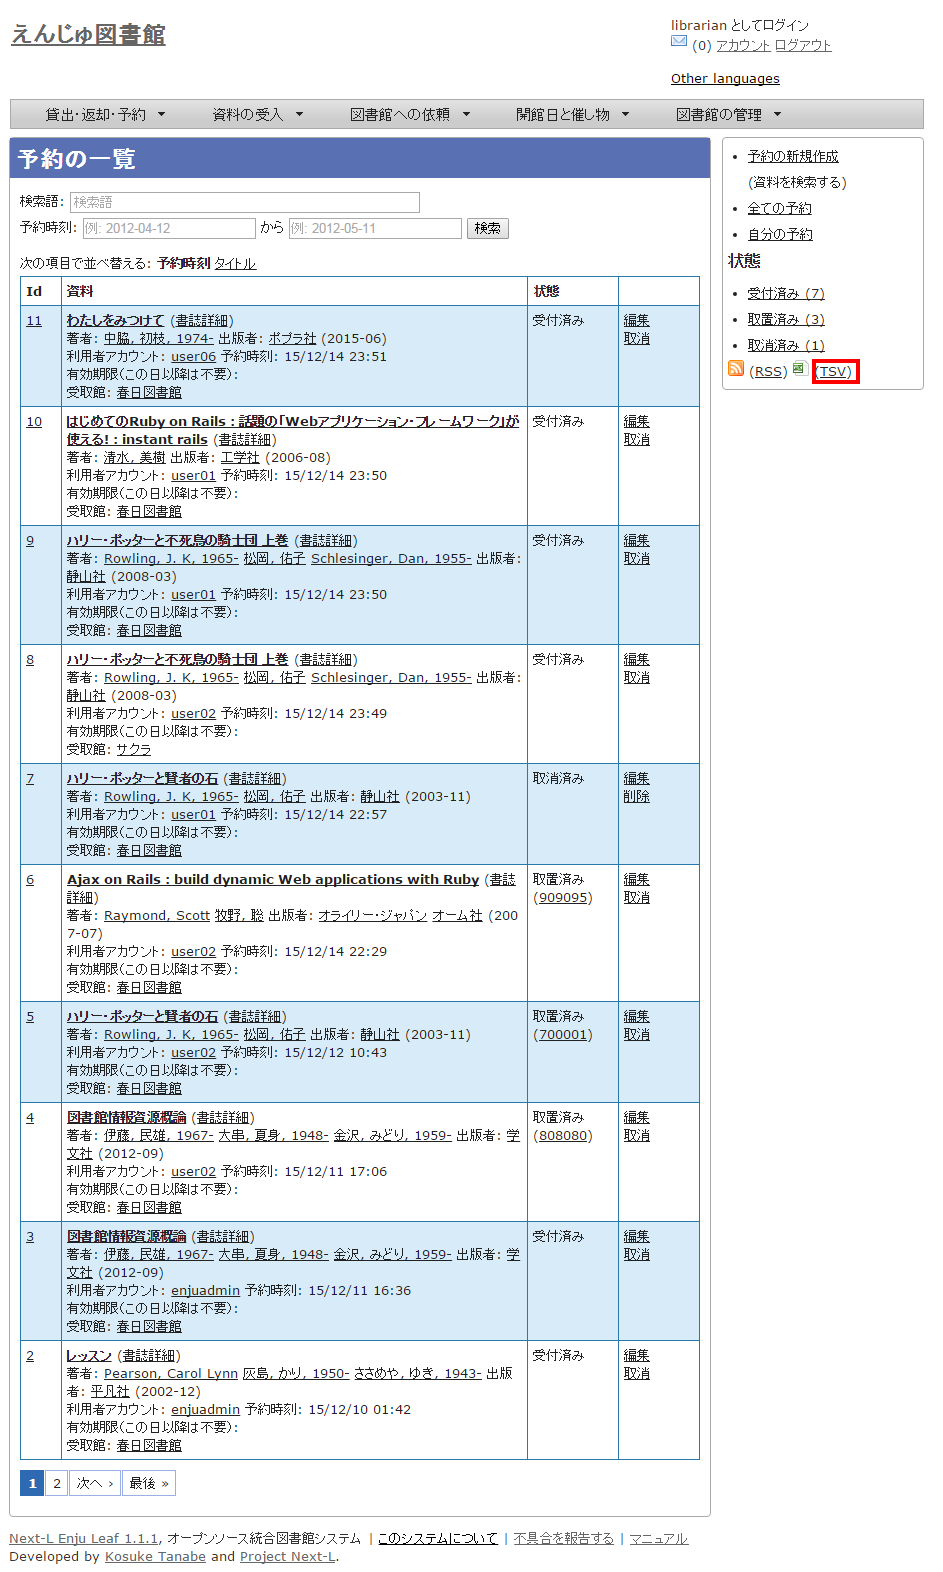 えんじゅ図書館
librarian としてログイン
(0) アカウント ログアウト
Other languages
貸出・返却・予約 ▼ 資料の受入 ▼ 図書館への依頼 ▼ 開館日と催し物 ▼ 図書館の管理 ▼
予約の一覧
検索語: 検索語
予約時刻: 例: 2012-04-12 から 例: 2012-05-11 検索
次の項目で並べ替える: 予約時刻 タイトル
Id 資料 状態
11 わたしをみつけて (書誌詳細) 受付済み 編集
著者: 中脇, 初枝, 1974- 出版者: ポプラ社 (2015-06) 取消
利用者アカウント: user06 予約時刻: 15/12/14 23:51
有効期限(この日以降は不要):
受取館: 春日図書館
10 はじめてのRuby on Rails : 話題の「Webアプリケーション・フレームワーク」が 受付済み 編集
使える! : instant rails (書誌詳細) 取消
著者: 清水, 美樹 出版者: 工学社 (2006-08)
利用者アカウント: user01 予約時刻: 15/12/14 23:50
有効期限(この日以降は不要):
受取館: 春日図書館
9 ハリー・ポッターと不死鳥の騎士団 上巻 (書誌詳細) 受付済み 編集
著者: Rowling, J. K, 1965- 松岡, 佑子 Schlesinger, Dan, 1955- 出版者: 取消
静山社 (2008-03)
利用者アカウント: user01 予約時刻: 15/12/14 23:50
有効期限(この日以降は不要):
受取館: 春日図書館
8 ハリー・ポッターと不死鳥の騎士団 上巻 (書誌詳細) 受付済み 編集
著者: Rowling, J. K, 1965- 松岡, 佑子 Schlesinger, Dan, 1955- 出版者: 取消
静山社 (2008-03)
利用者アカウント: user02 予約時刻: 15/12/14 23:49
有効期限(この日以降は不要):
受取館: サクラ
7 ハリー・ポッターと賢者の石 (書誌詳細) 取消済み 編集
著者: Rowling, J. K, 1965- 松岡, 佑子 出版者: 静山社 (2003-11) 削除
利用者アカウント: user01 予約時刻: 15/12/14 22:57
有効期限(この日以降は不要):
受取館: 春日図書館
6 Ajax on Rails : build dynamic Web applications with Ruby (書誌 取置済み 編集
詳細) (909095) 取消
著者: Raymond, Scott 牧野, 聡 出版者: オライリー・ジャパン オーム社 (200
7-07)
利用者アカウント: user02 予約時刻: 15/12/14 22:29
有効期限(この日以降は不要):
受取館: 春日図書館
5 ハリー・ポッターと賢者の石 (書誌詳細) 取置済み 編集
著者: Rowling, J. K, 1965- 松岡, 佑子 出版者: 静山社 (2003-11) (700001) 取消
利用者アカウント: user02 予約時刻: 15/12/12 10:43
有効期限(この日以降は不要):
受取館: 春日図書館
4 図書館情報資源概論 (書誌詳細) 取置済み 編集
著者: 伊藤, 民雄, 1967- 大串, 夏身, 1948- 金沢, みどり, 1959- 出版者: 学 (808080) 取消
文社 (2012-09)
利用者アカウント: user02 予約時刻: 15/12/11 17:06
有効期限(この日以降は不要):
受取館: 春日図書館
3 図書館情報資源概論 (書誌詳細) 受付済み 編集
著者: 伊藤, 民雄, 1967- 大串, 夏身, 1948- 金沢, みどり, 1959- 出版者: 学 取消
文社 (2012-09)
利用者アカウント: enjuadmin 予約時刻: 15/12/11 16:36
有効期限(この日以降は不要):
受取館: 春日図書館
2 レッスン (書誌詳細) 受付済み 編集
著者: Pearson, Carol Lynn 灰島, かり, 1950- ささめや, ゆき, 1943- 出版 取消
者: 平凡社 (2002-12)
利用者アカウント: enjuadmin 予約時刻: 15/12/10 01:42
有効期限(この日以降は不要):
受取館: 春日図書館
1 2 次へ › 最後 »
予約の新規作成
(資料を検索する)
全ての予約
自分の予約
状態
受付済み (7)
取置済み (3)
取消済み (1)
(RSS) (TSV)
Next-L Enju Leaf 1.1.1, オープンソース統合図書館システム | このシステムについて | 不具合を報告する | マニュアル
Developed by Kosuke Tanabe and Project Next-L.